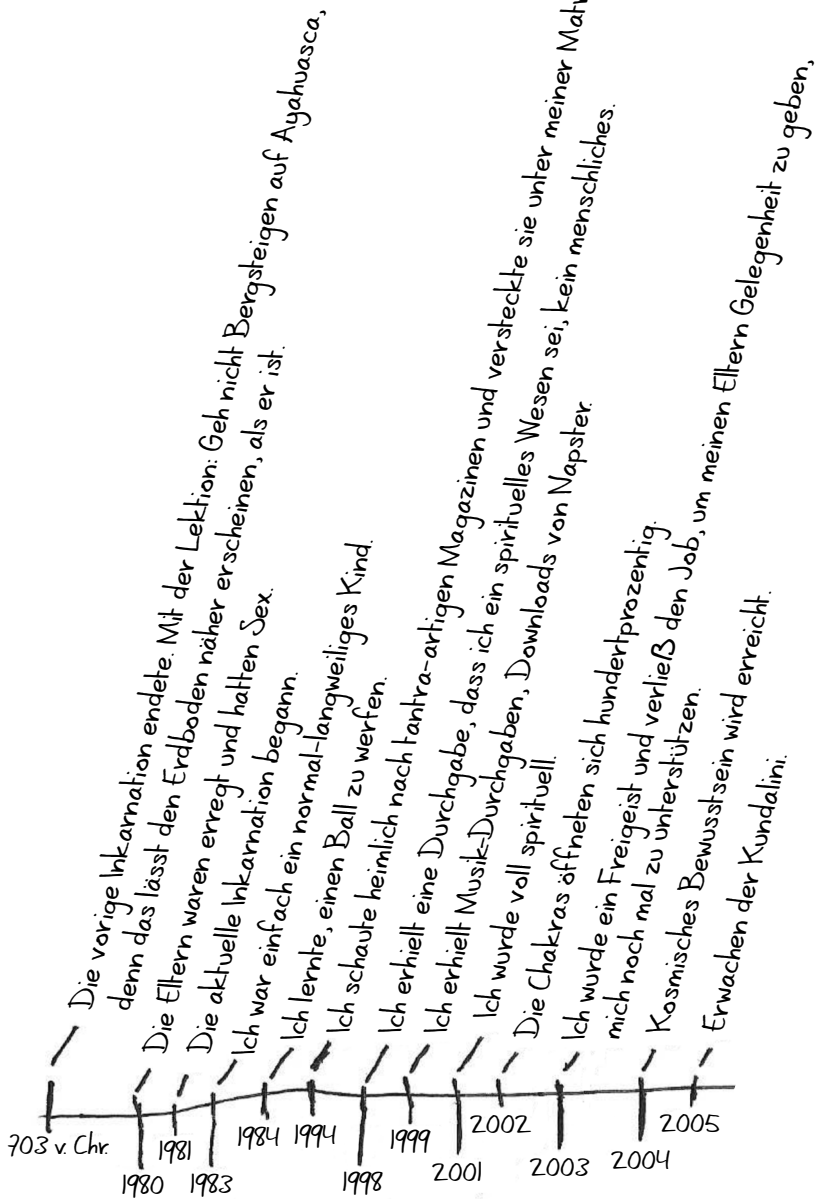 Die vorige Inkarnation endete. Mit der Lektion: Geh nicht Bergsteigen auf Ayahuasca,
denn das lässt den Erdboden näher erscheinen, als er ist.
Die Eltern waren erregt und hatten Sex.
Die aktuelle Inkarnation begann.
Ich war einfach ein normal-langweiliges Kind.
Ich lernte, einen Ball zu werfen.
Ich schaute heimlich nach tantra-artigen Magazinen und versteckte sie unter meiner
Ich erhielt eine Durchgabe, dass ich ein spirituelles Wesen sei, kein menschliches.
Ich erhielt Musik-Durchgaben, Downloads von Napster.
Ich wurde voll spirituell.
Die Chakras öffneten sich hundertprozentig.
Ich wurde ein Freigeist und verließ den Job, um meinen Eltern Gelegenheit zu geben,
mich noch mal zu unterstützen.
Kosmisches Bewusstsein wird erreicht.
Erwachen der Kundalini.
703 v. Chr.
1980
1981
1983
1984
1994
1998
1999
2001
2002
2003
2004
2005